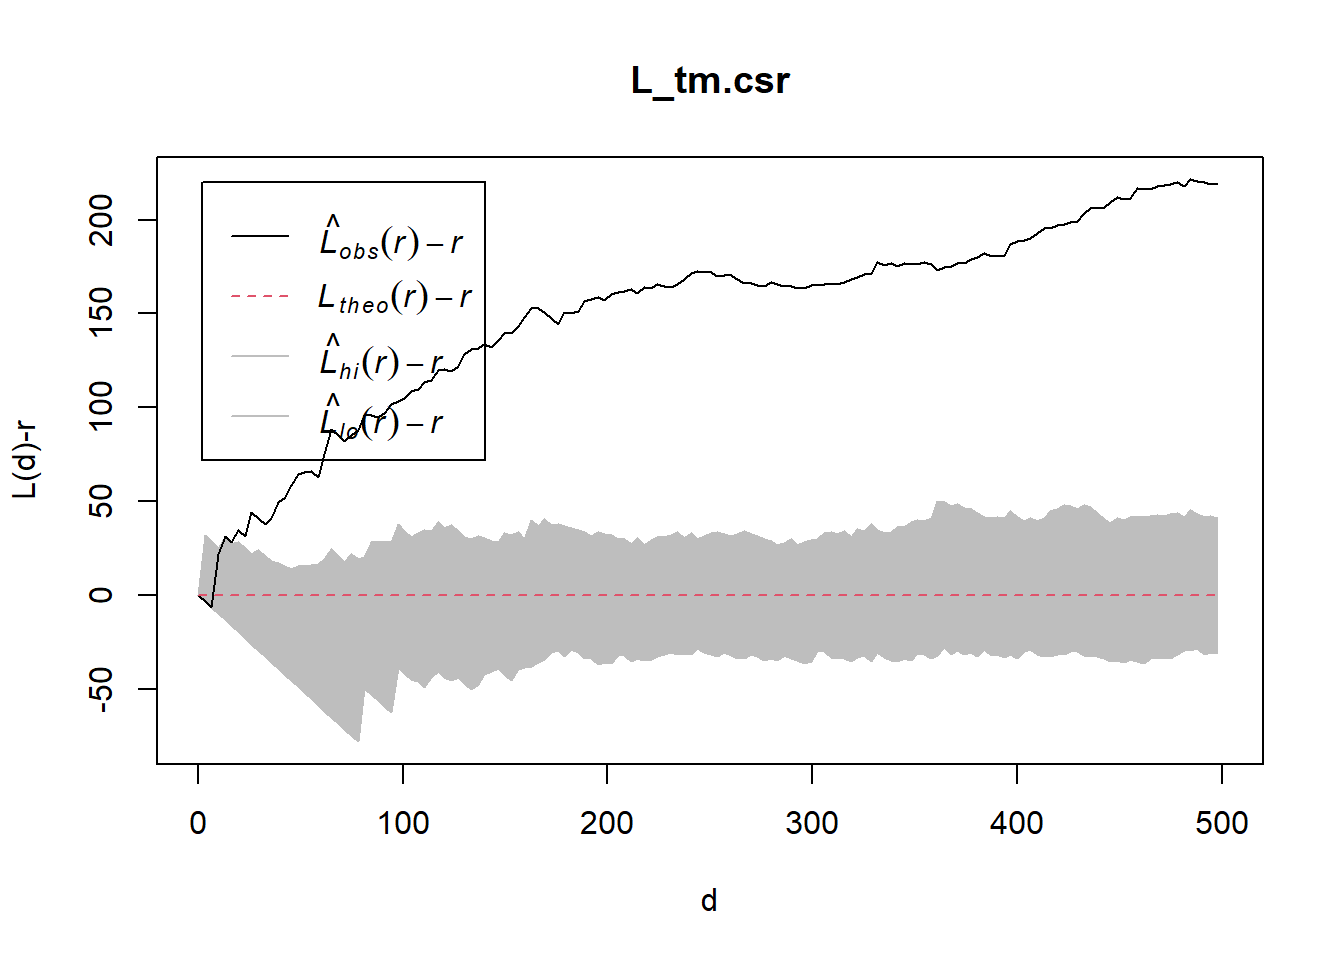 L_tm.csr
L̂obs(r) – r
Ltheo(r) – r
L̂hi(r) – r
L̂lo(r) – r
200
150
100
50
0
-50
L(d)-r
0 100 200 300 400 500
d